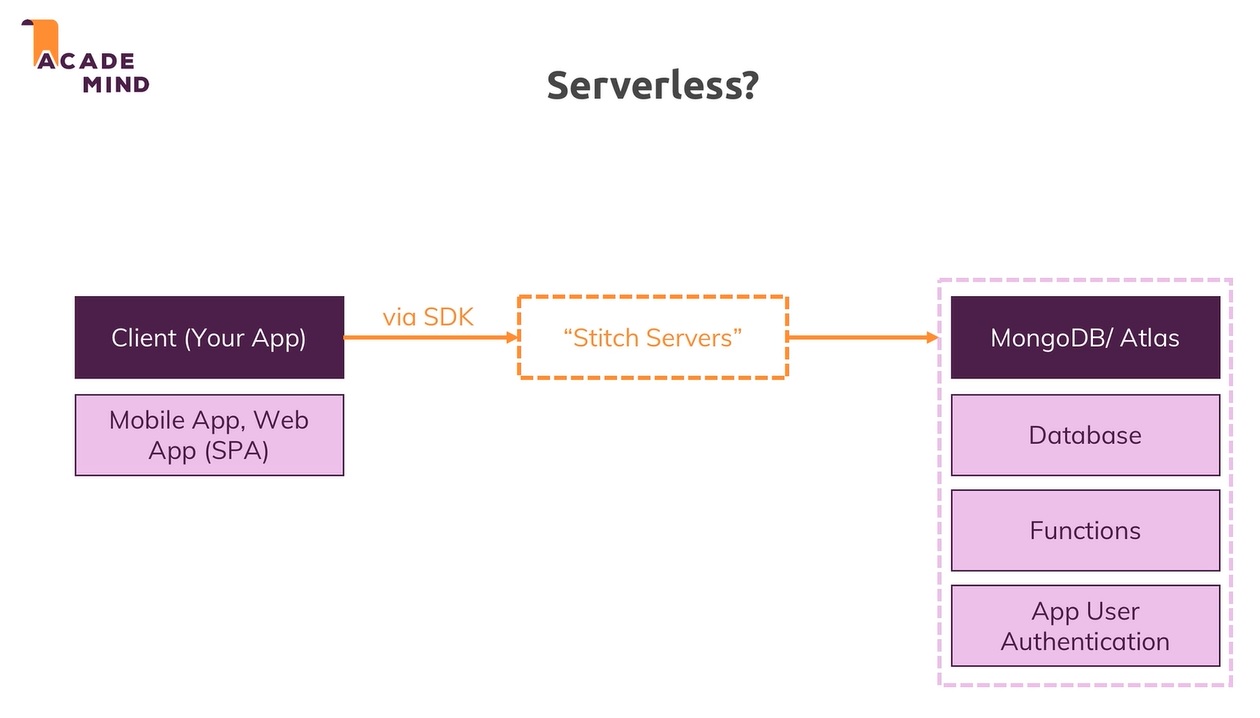 ACADE
MIND
Serverless?
Client (Your App)
via SDK
“Stitch Servers”
MongoDB/ Atlas
Mobile App, Web
App (SPA)
Database
Functions
App User
Authentication